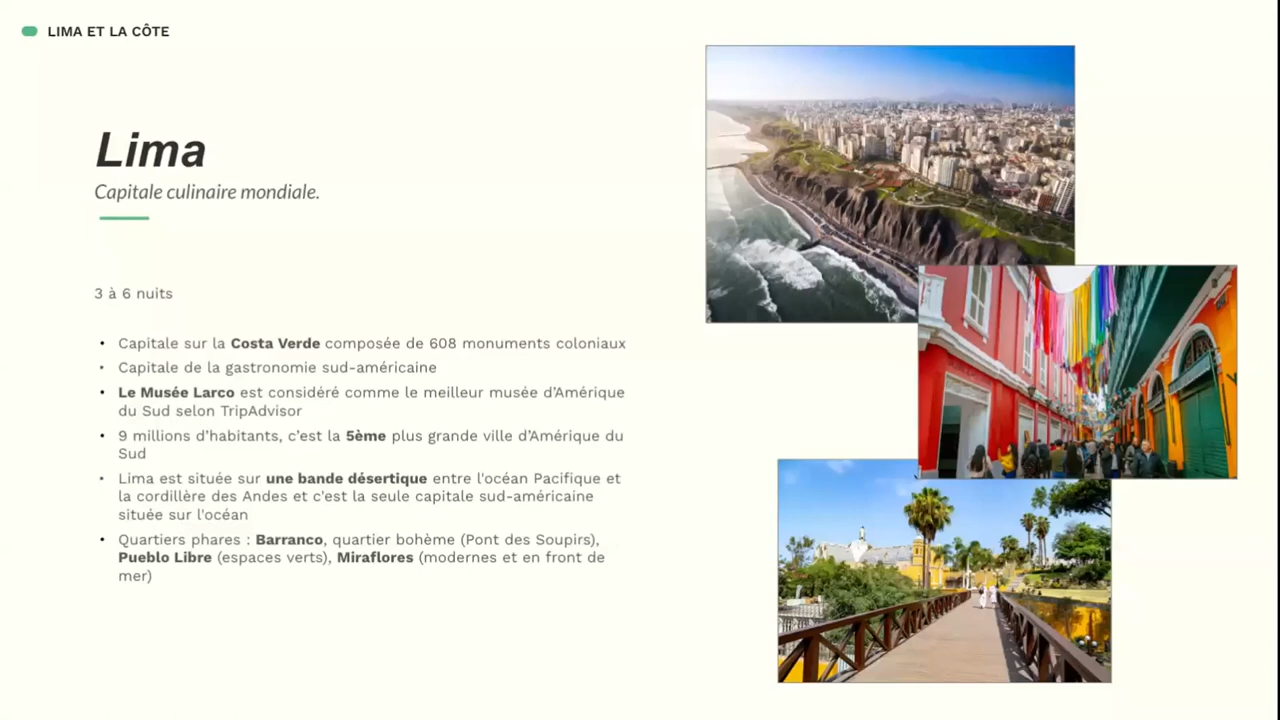 LIMA ET LA CÔTE
Lima
Capitale culinaire mondiale.
3 à 6 nuits
• Capitale sur la Costa Verde composée de 608 monuments coloniaux
• Capitale de la gastronomie sud-américaine
• Le Musée Larco est considéré comme le meilleur musée d’Amérique
du Sud selon TripAdvisor
• 9 millions d’habitants, c’est la 5ème plus grande ville d’Amérique du
Sud
• Lima est située sur une bande désertique entre l'océan Pacifique et
la cordillère des Andes et c'est la seule capitale sud-américaine
située sur l'océan
• Quartiers phares : Barranco, quartier bohème (Pont des Soupirs),
Pueblo Libre (espaces verts), Miraflores (modernes et en front de
mer)